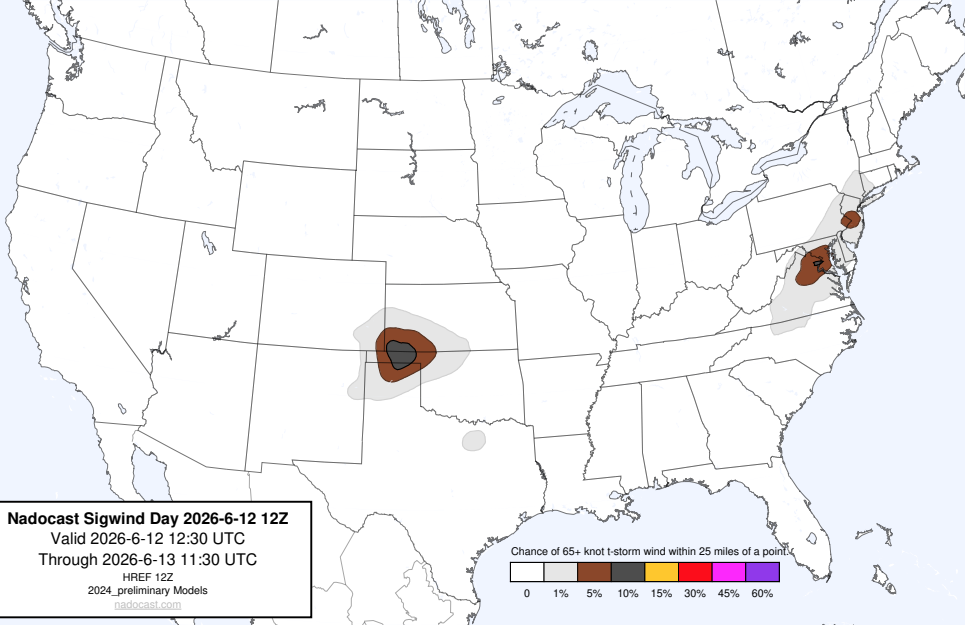 Nadocast Sigwind Day 2026-6-12 12Z
Valid 2026-6-12 12:30 UTC
Through 2026-6-13 11:30 UTC
HREF 12Z
2024_preliminary Models
nadocast.com
Chance of 65+ knot t-storm wind within 25 miles of a point.
0 1% 5% 10% 15% 30% 45% 60%